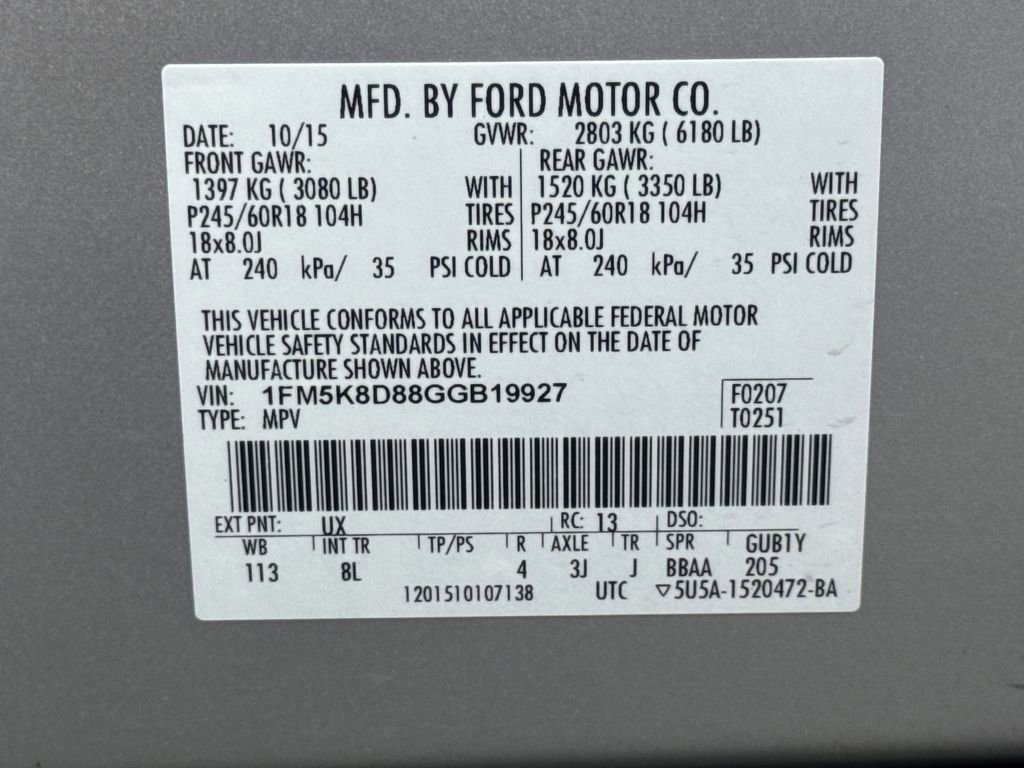 MFD. BY FORD MOTOR CO.
DATE: 10/15 GVWR: 2803 KG ( 6180 LB)
FRONT GAWR: REAR GAWR:
1397 KG ( 3080 LB) WITH 1520 KG ( 3350 LB) WITH
P245/60R18 104H TIRES P245/60R18 104H TIRES
18x8.0J RIMS 18x8.0J RIMS
AT 240 kPa/ 35 PSI COLD AT 240 kPa/ 35 PSI COLD
THIS VEHICLE CONFORMS TO ALL APPLICABLE FEDERAL MOTOR
VEHICLE SAFETY STANDARDS IN EFFECT ON THE DATE OF
MANUFACTURE SHOWN ABOVE.
VIN: 1FM5K8D88GGB19927 F0207
TYPE: MPV T0251
EXT PNT: UX RC: 13 DSO:
WB INT TR TP/PS R AXLE TR SPR GUB1Y
113 8L 4 3J J BBAA 205
1201510107138 UTC ▽5U5A-1520472-BA